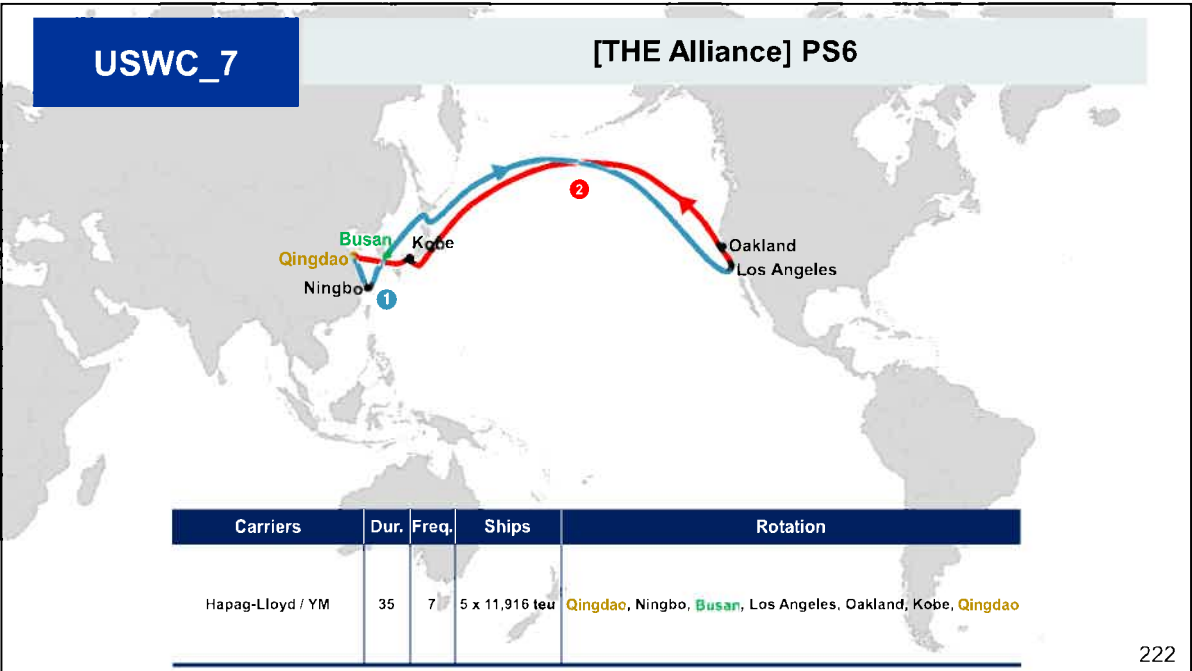 USWC_7
[THE Alliance] PS6
2
Busan
Kobe
Qingdao
Oakland
Los Angeles
Ningbo
1
Carriers Dur. Freq. Ships Rotation
Hapag-Lloyd / YM 35 7 5 x 11,916 teu Qingdao, Ningbo, Busan, Los Angeles, Oakland, Kobe, Qingdao
222